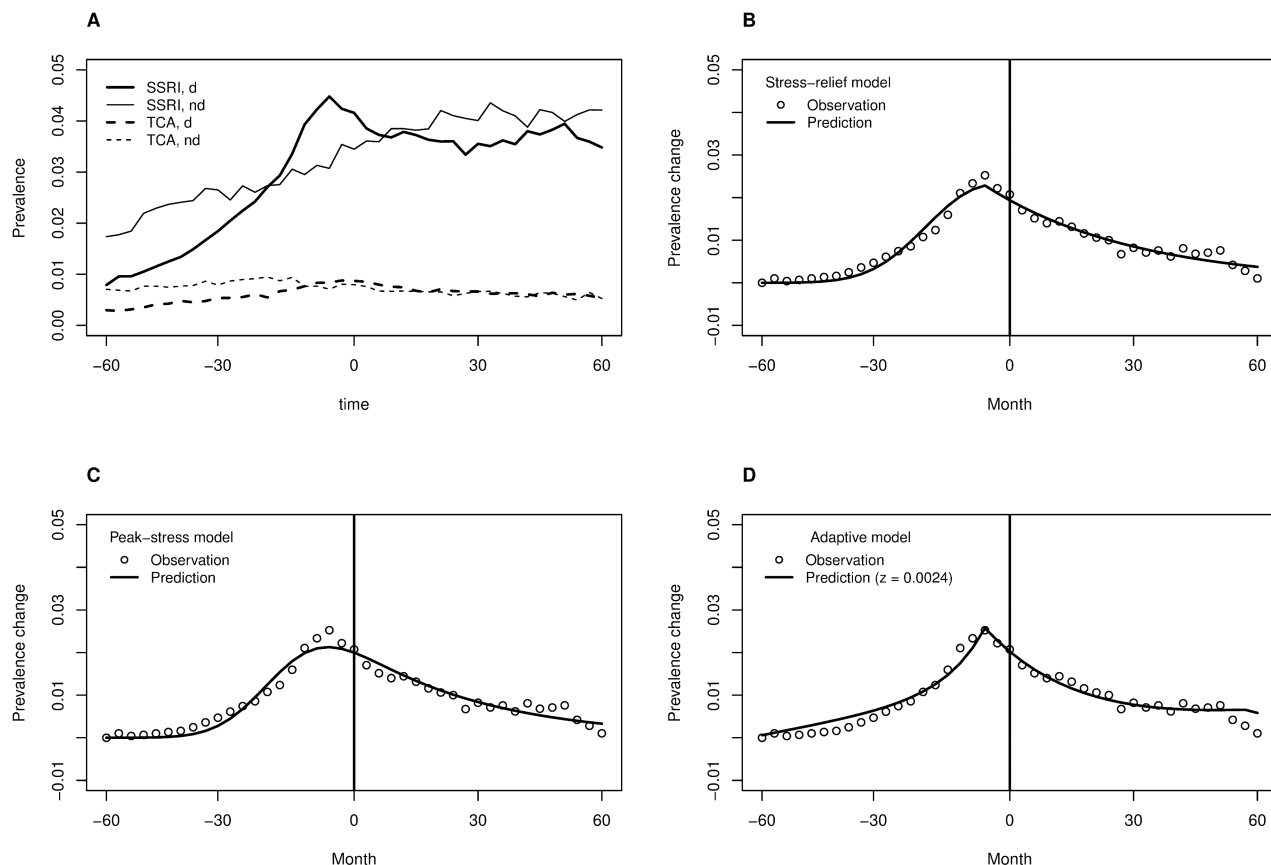 A
Prevalence
0.00
0.01
0.02
0.03
0.04
0.05
SSRI, d
SSRI, nd
TCA, d
TCA, nd
−60
−30
0
30
60
time
B
Prevalence change
−0.01
0.01
0.03
0.05
Stress−relief model
Observation
Prediction
−60
−30
0
30
60
Month
C
Prevalence change
−0.01
0.01
0.03
0.05
Peak−stress model
Observation
Prediction
−60
−30
0
30
60
Month
D
Prevalence change
−0.01
0.01
0.03
0.05
Adaptive model
Observation
Prediction (z = 0.0024)
−60
−30
0
30
60
Month